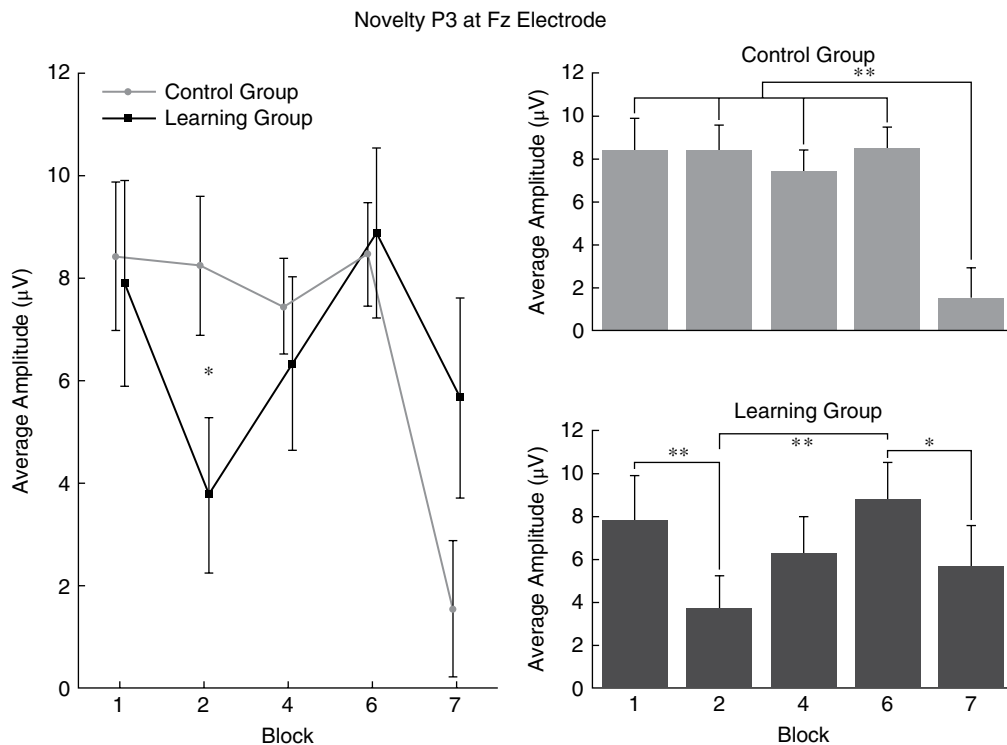 Novelty P3 at Fz Electrode
12
10
8
6
4
2
0
Average Amplitude (μV)
Control Group
Learning Group
*
1 2 4 6 7
Block
Control Group
**
12
10
8
6
4
2
0
Average Amplitude (μV)
Learning Group
** ** *
12
10
8
6
4
2
0
Average Amplitude (μV)
1 2 4 6 7
Block